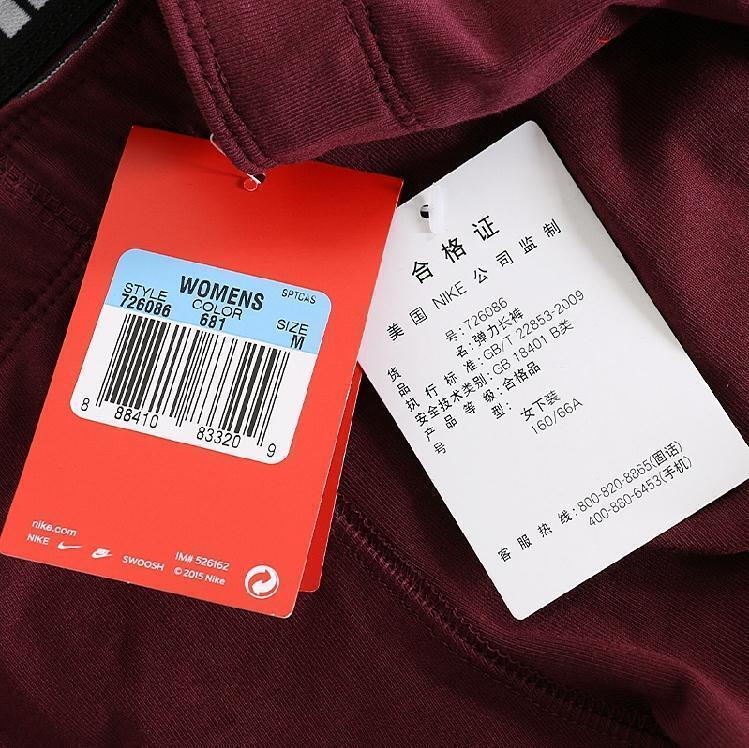 WOMENS
SPTCAS
STYLE COLOR SIZE
726086 681 M
8 88410 83320 9
nike.com
NIKE
SWOOSH
IM# 526162
© 2015 Nike
合格证
美国 NIKE 公司监制
货 号: 726086
品 名: 弹力长裤
执行标准: GB/T 22853-2009
安全技术类别: GB 18401 B类
产品等级: 合格品
号 型: 女下装
160/66A
客服热线: 800-820-8865(固话)
400-880-6453(手机)